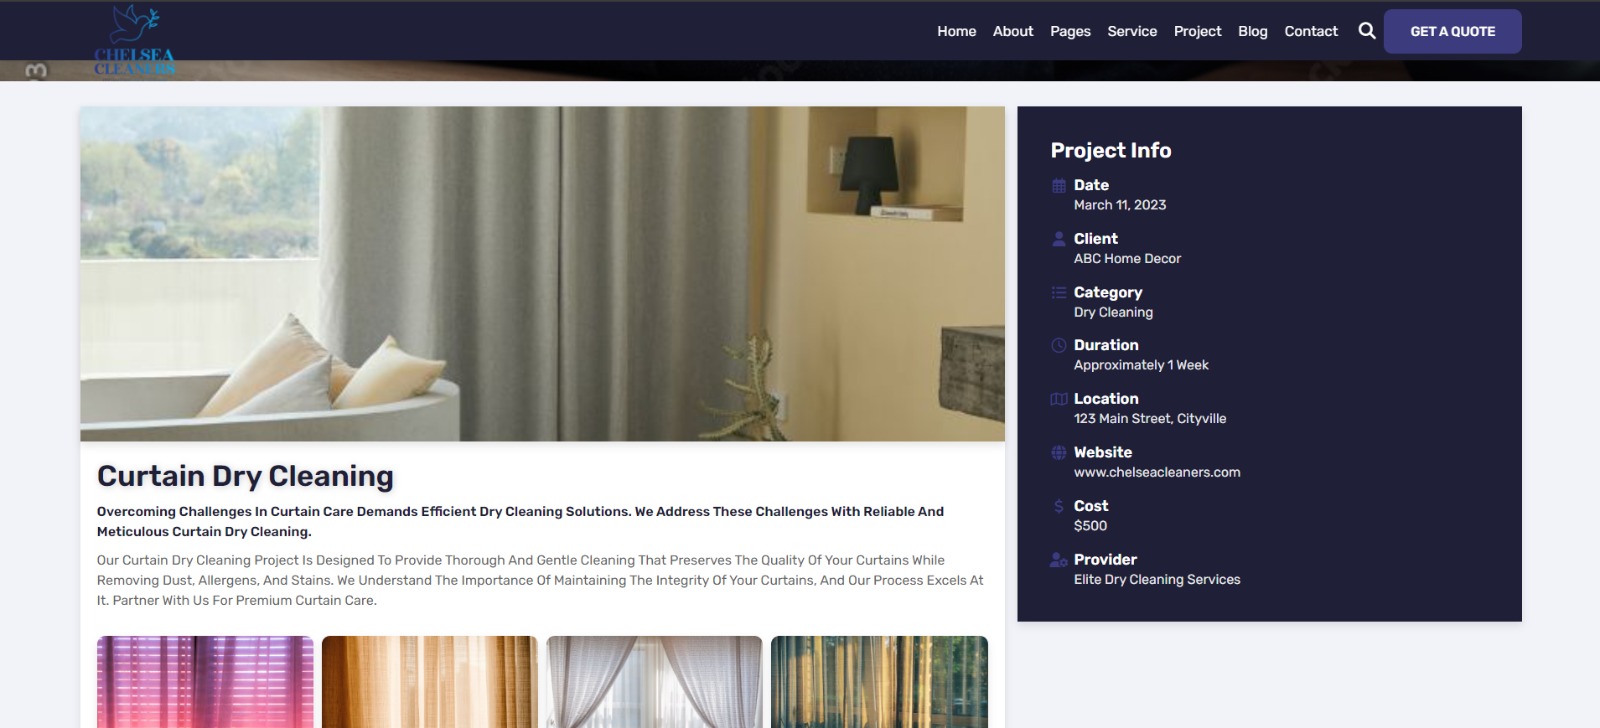 CHELSEA
CLEANERS
Home About Pages Service Project Blog Contact GET A QUOTE
Project Info
Date
March 11, 2023
Client
ABC Home Decor
Category
Dry Cleaning
Duration
Approximately 1 Week
Location
123 Main Street, Cityville
Website
www.chelseacleaners.com
Cost
$500
Provider
Elite Dry Cleaning Services
Curtain Dry Cleaning
Overcoming Challenges In Curtain Care Demands Efficient Dry Cleaning Solutions. We Address These Challenges With Reliable And
Meticulous Curtain Dry Cleaning.
Our Curtain Dry Cleaning Project Is Designed To Provide Thorough And Gentle Cleaning That Preserves The Quality Of Your Curtains While
Removing Dust, Allergens, And Stains. We Understand The Importance Of Maintaining The Integrity Of Your Curtains, And Our Process Excels At
It. Partner With Us For Premium Curtain Care.